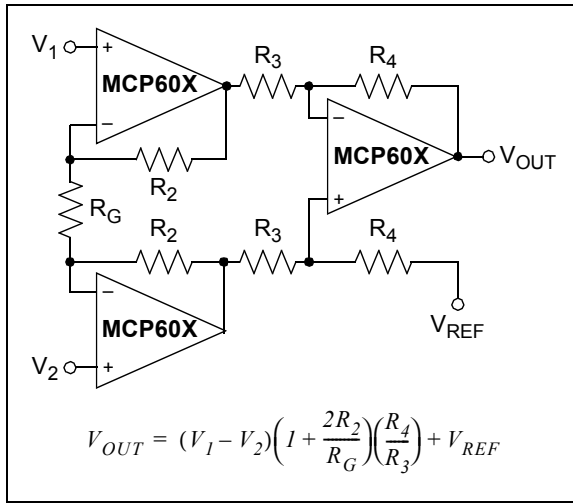 V1
+
MCP60X
−
R3
R4
R2
−
MCP60X
+
VOUT
RG
R2
R3
R4
−
MCP60X
+
V2
VREF
VOUT = (V1 – V2)(1 + 2R2/RG)(R4/R3) + VREF